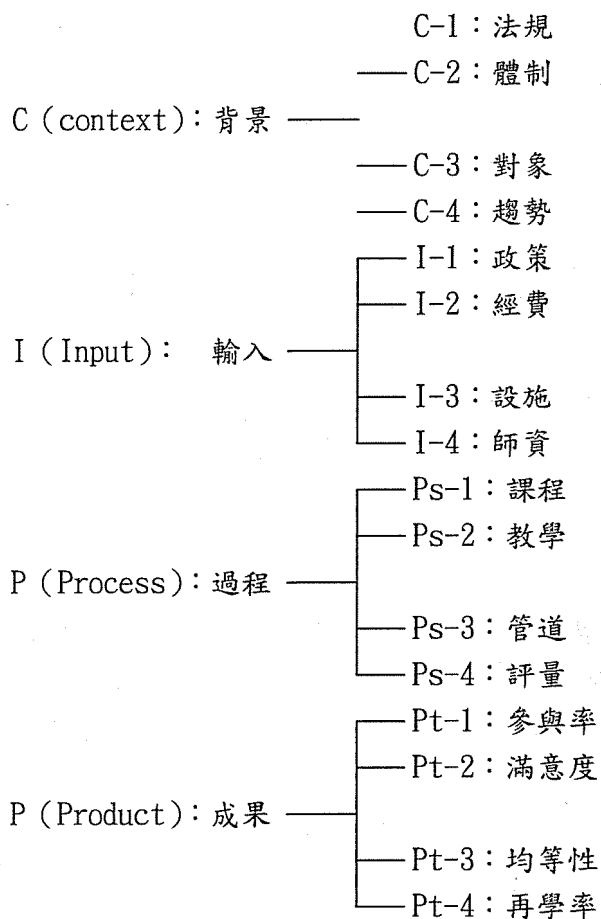 C-1：法規
C-2：體制
C（context）：背景
C-3：對象
C-4：趨勢
I-1：政策
I-2：經費
I（Input）： 輸入
I-3：設施
I-4：師資
Ps-1：課程
Ps-2：教學
P（Process）：過程
Ps-3：管道
Ps-4：評量
Pt-1：參與率
Pt-2：滿意度
P（Product）：成果
Pt-3：均等性
Pt-4：再學率